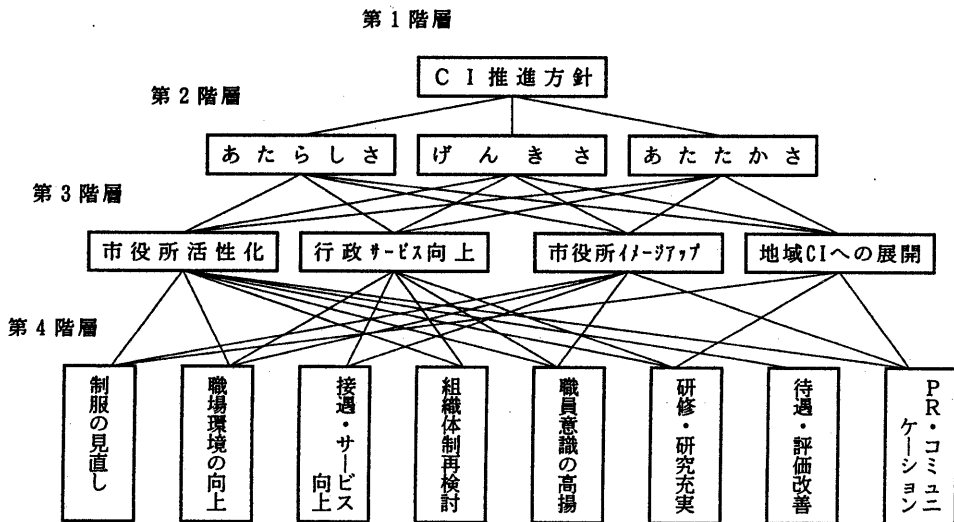 第1階層
CI推進方針
第2階層
あたらしさ
げんきさ
あたたかさ
第3階層
市役所活性化
行政サービス向上
市役所イメージアップ
地域CIへの展開
第4階層
制服の見直し
職場環境の向上
接遇・サービス
向上
組織体制再検討
職員意識の高揚
研修・研究充実
待遇・評価改善
PR・コミュニ
ケーション